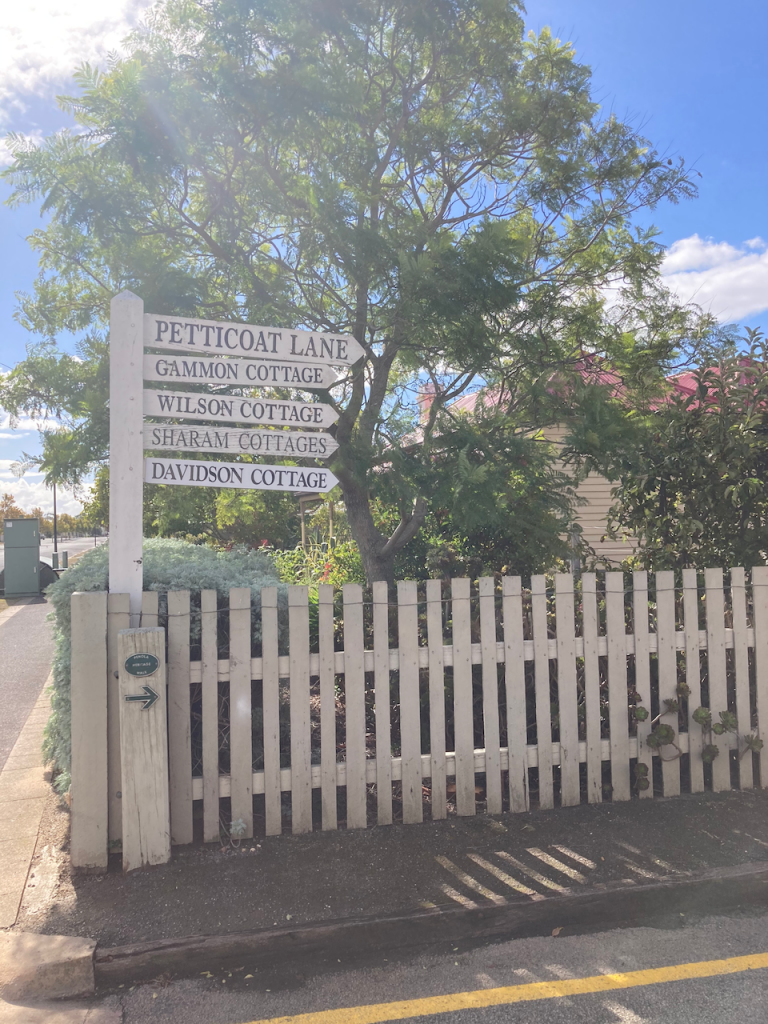 PETTICOAT LANE
GAMMON COTTAGE
WILSON COTTAGE
SHARAM COTTAGES
DAVIDSON COTTAGE